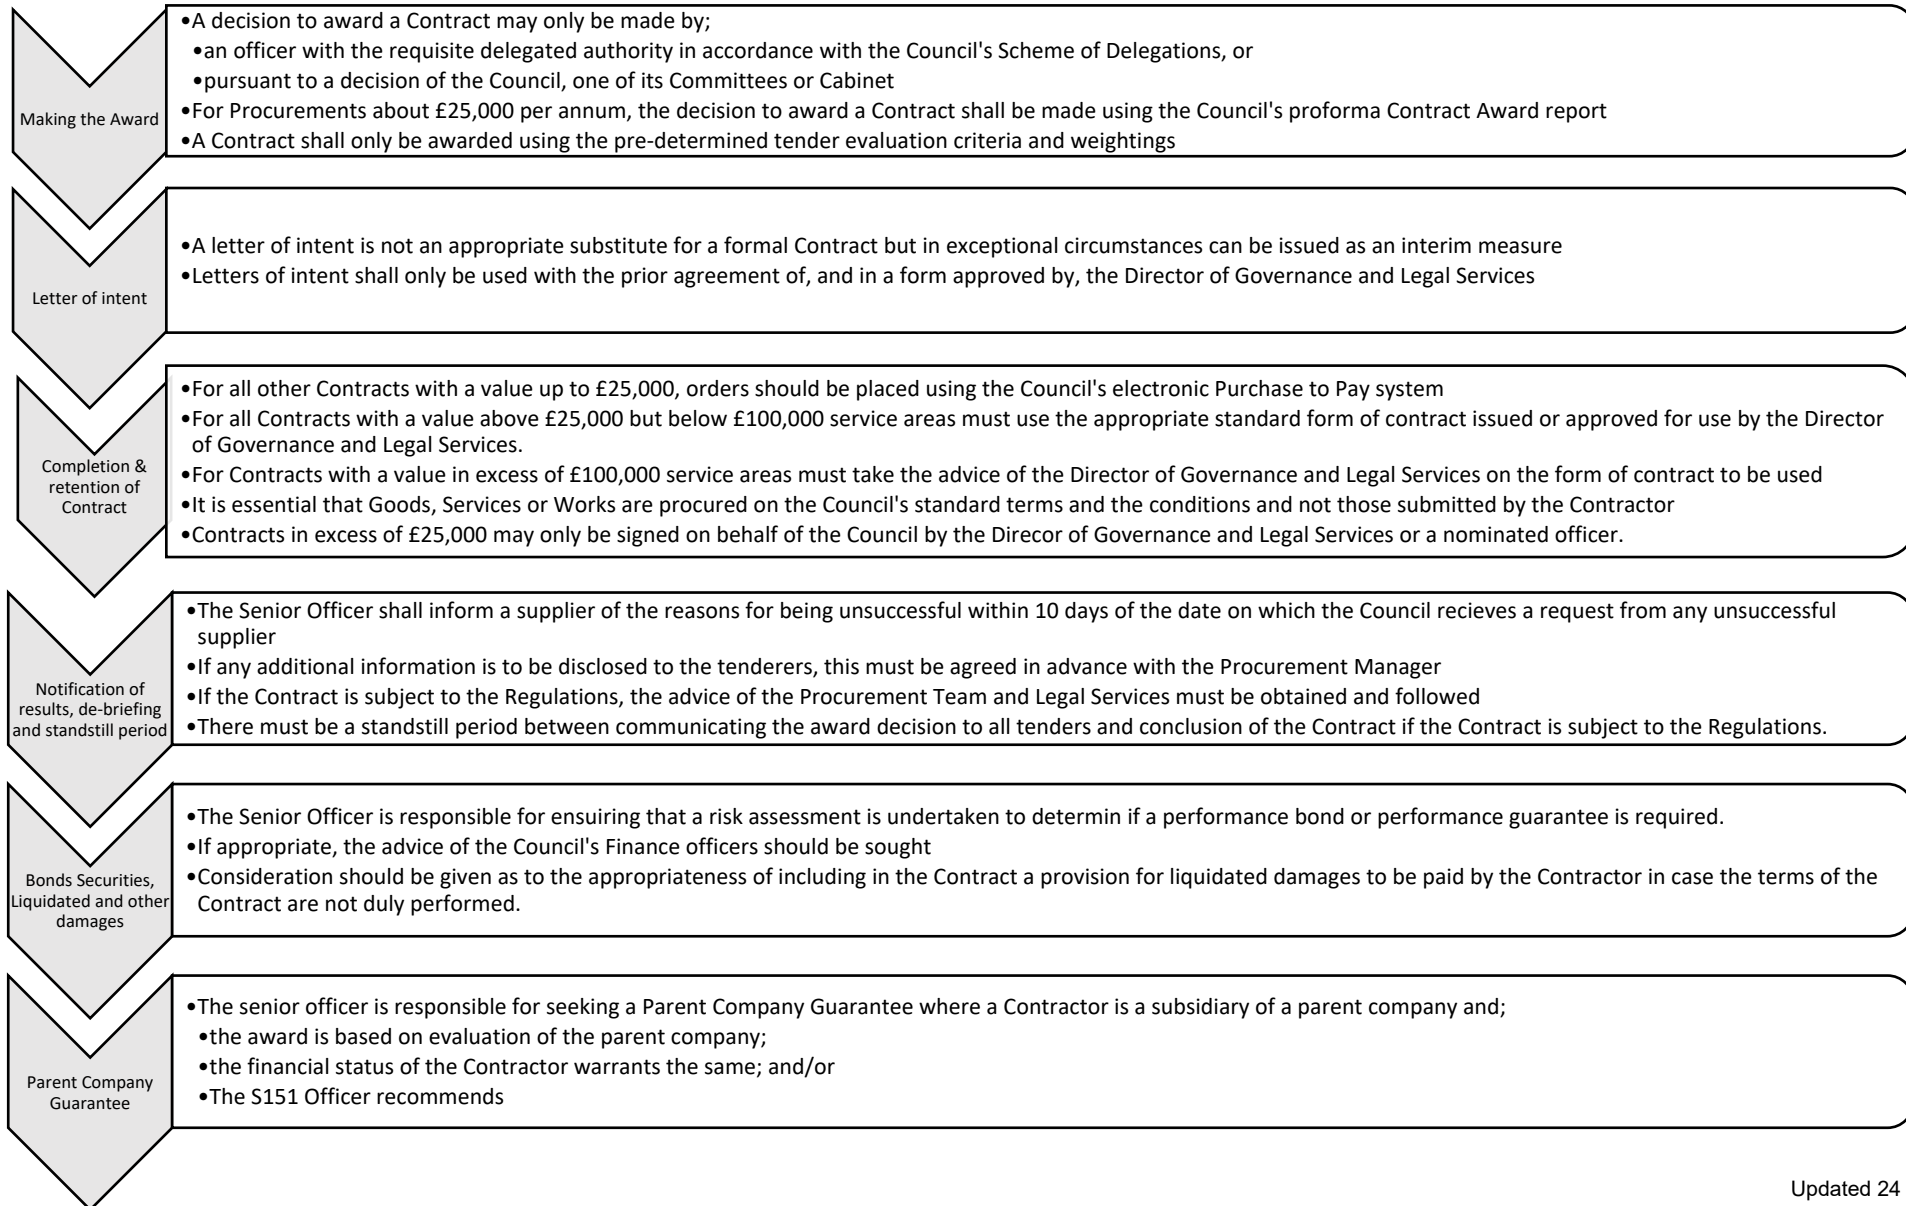 Making the Award
•A decision to award a Contract may only be made by;
•an officer with the requisite delegated authority in accordance with the Council's Scheme of Delegations, or
•pursuant to a decision of the Council, one of its Committees or Cabinet
•For Procurements about £25,000 per annum, the decision to award a Contract shall be made using the Council's proforma Contract Award report
•A Contract shall only be awarded using the pre-determined tender evaluation criteria and weightings
Letter of intent
•A letter of intent is not an appropriate substitute for a formal Contract but in exceptional circumstances can be issued as an interim measure
•Letters of intent shall only be used with the prior agreement of, and in a form approved by, the Director of Governance and Legal Services
Completion &
retention of
Contract
•For all other Contracts with a value up to £25,000, orders should be placed using the Council's electronic Purchase to Pay system
•For all Contracts with a value above £25,000 but below £100,000 service areas must use the appropriate standard form of contract issued or approved for use by the Director
of Governance and Legal Services.
•For Contracts with a value in excess of £100,000 service areas must take the advice of the Director of Governance and Legal Services on the form of contract to be used
•It is essential that Goods, Services or Works are procured on the Council's standard terms and the conditions and not those submitted by the Contractor
•Contracts in excess of £25,000 may only be signed on behalf of the Council by the Direcor of Governance and Legal Services or a nominated officer.
Notification of
results, de-briefing
and standstill period
•The Senior Officer shall inform a supplier of the reasons for being unsuccessful within 10 days of the date on which the Council recieves a request from any unsuccessful
supplier
•If any additional information is to be disclosed to the tenderers, this must be agreed in advance with the Procurement Manager
•If the Contract is subject to the Regulations, the advice of the Procurement Team and Legal Services must be obtained and followed
•There must be a standstill period between communicating the award decision to all tenders and conclusion of the Contract if the Contract is subject to the Regulations.
Bonds Securities,
Liquidated and other
damages
•The Senior Officer is responsible for ensuiring that a risk assessment is undertaken to determin if a performance bond or performance guarantee is required.
•If appropriate, the advice of the Council's Finance officers should be sought
•Consideration should be given as to the appropriateness of including in the Contract a provision for liquidated damages to be paid by the Contractor in case the terms of the
Contract are not duly performed.
Parent Company
Guarantee
•The senior officer is responsible for seeking a Parent Company Guarantee where a Contractor is a subsidiary of a parent company and;
•the award is based on evaluation of the parent company;
•the financial status of the Contractor warrants the same; and/or
•The S151 Officer recommends
Updated 24